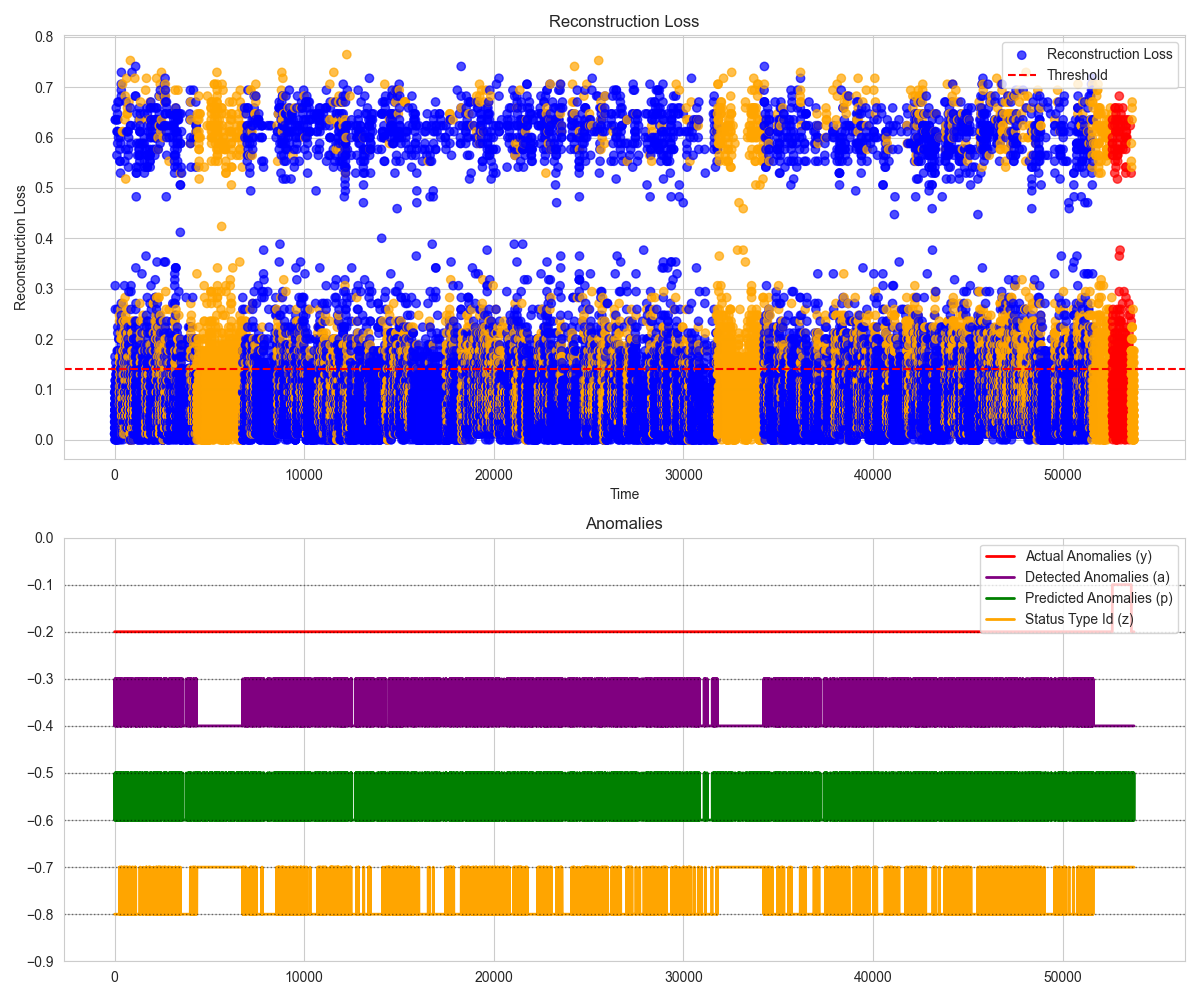 Reconstruction Loss
0.8
0.7
0.6
0.5
0.4
0.3
0.2
0.1
0.0
Reconstruction Loss
Reconstruction Loss
Threshold
0 10000 20000 30000 40000 50000
Time
Anomalies
0.0
−0.1
−0.2
−0.3
−0.4
−0.5
−0.6
−0.7
−0.8
−0.9
Actual Anomalies (y)
Detected Anomalies (a)
Predicted Anomalies (p)
Status Type Id (z)
0 10000 20000 30000 40000 50000